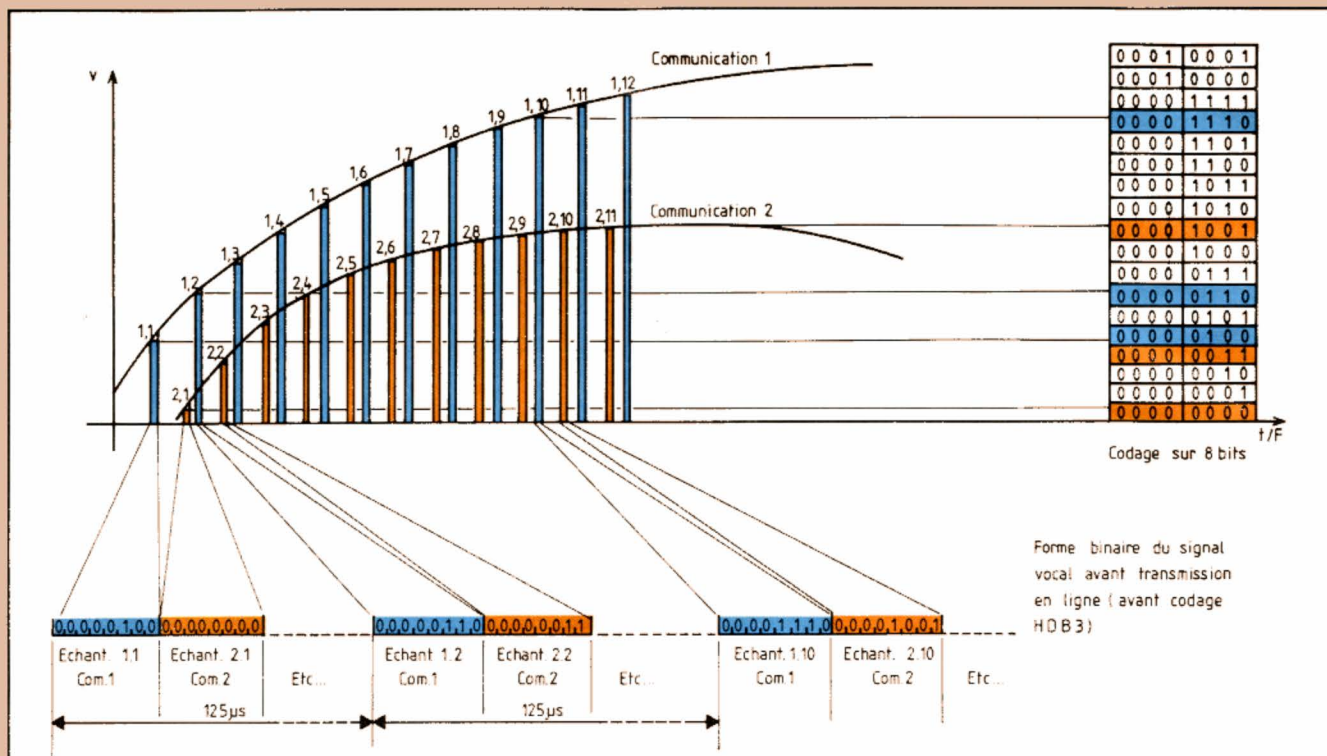 v
Communication 1
1,1
1,2
1,3
1,4
1,5
1,6
1,7
1,8
1,9
1,10
1,11
1,12
Communication 2
2,1
2,2
2,3
2,4
2,5
2,6
2,7
2,8
2,9
2,10
2,11
0 0 0 1 0 0 0 1
0 0 0 1 0 0 0 0
0 0 0 0 1 1 1 1
0 0 0 0 1 1 1 0
0 0 0 0 1 1 0 1
0 0 0 0 1 1 0 0
0 0 0 0 1 0 1 1
0 0 0 0 1 0 1 0
0 0 0 0 1 0 0 1
0 0 0 0 1 0 0 0
0 0 0 0 0 1 1 1
0 0 0 0 0 1 1 0
0 0 0 0 0 1 0 1
0 0 0 0 0 1 0 0
0 0 0 0 0 0 1 1
0 0 0 0 0 0 1 0
0 0 0 0 0 0 0 1
0 0 0 0 0 0 0 0
t/F
Codage sur 8 bits
Forme binaire du signal
vocal avant transmission
en ligne (avant codage
HDB3)
0,0,0,0,0,1,0,0 0,0,0,0,0,0,0,0
0,0,0,0,0,1,1,0 0,0,0,0,0,0,1,1
0,0,0,0,1,1,1,0 0,0,0,0,1,0,0,1
Echant. 1.1 Echant. 2.1
Com.1 Com.2 Etc...
Echant 1.2 Echant. 2.2
Com.1 Com.2 Etc...
Echant.1.10 Echant. 2.10
Com.1 Com.2 Etc...
125µs
125µs